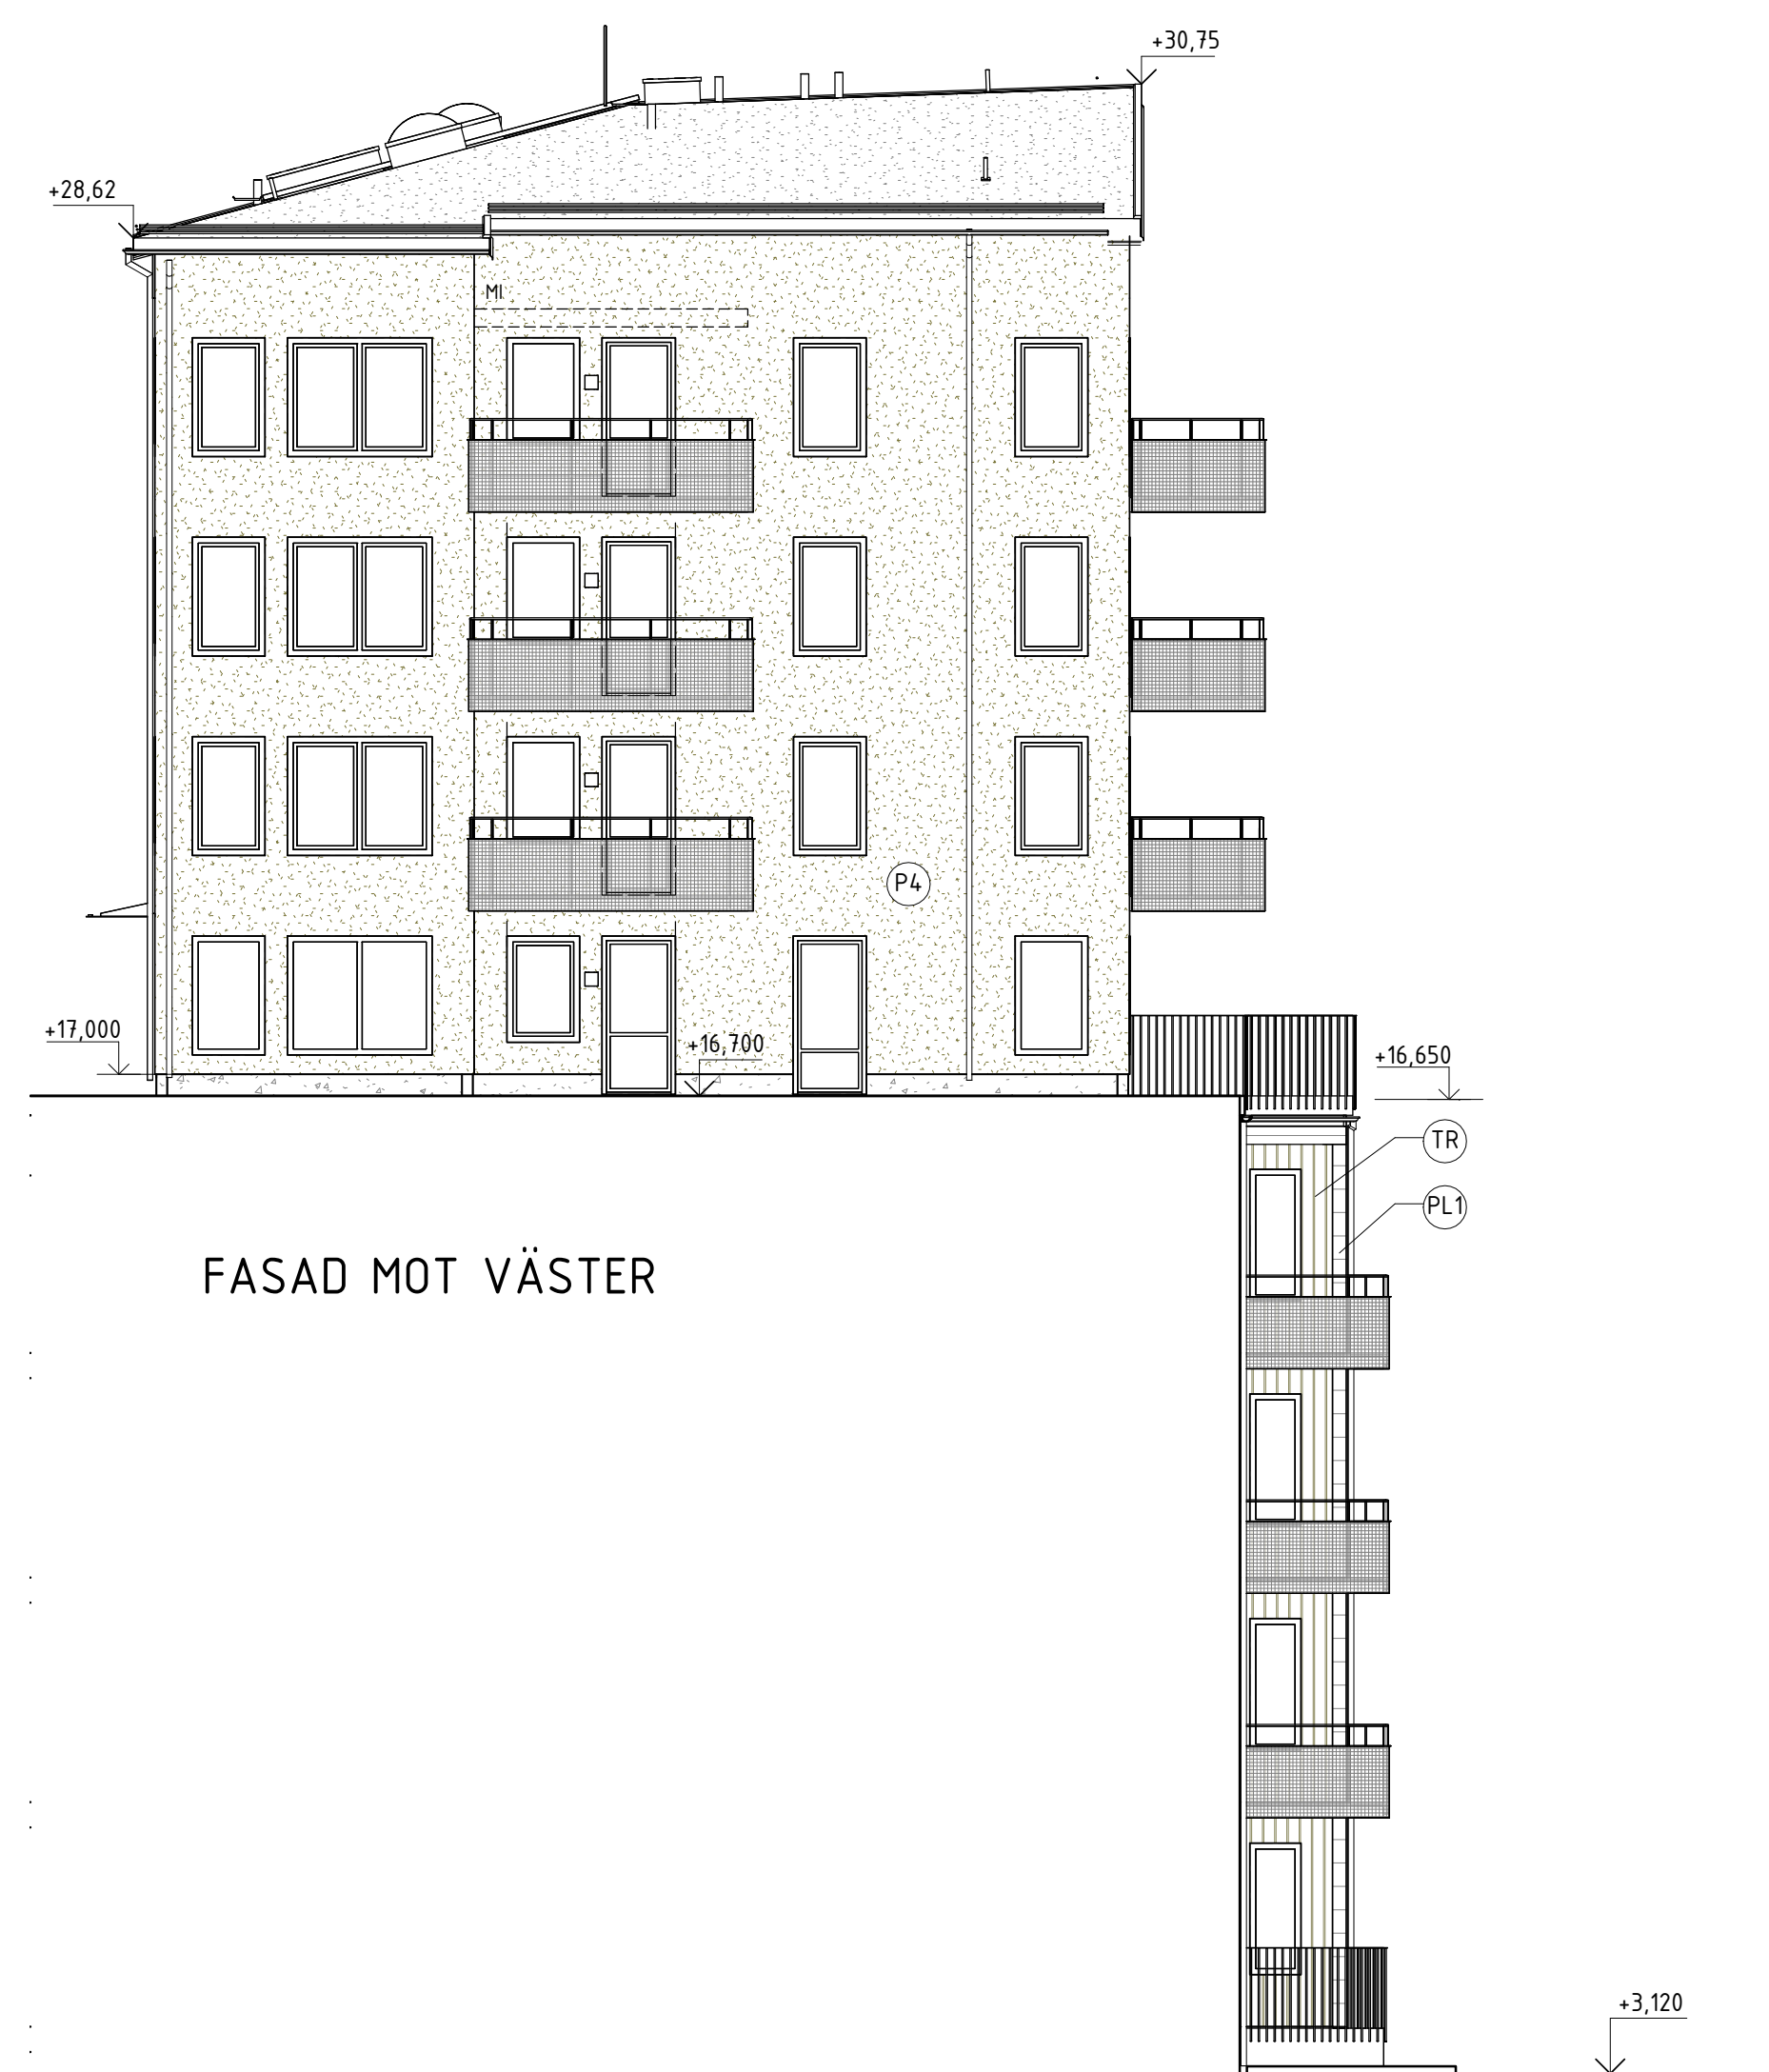 +30,75
+28,62
MI
P4
+17,000
+16,700
+16,650
TR
PL1
FASAD MOT VÄSTER
+3,120